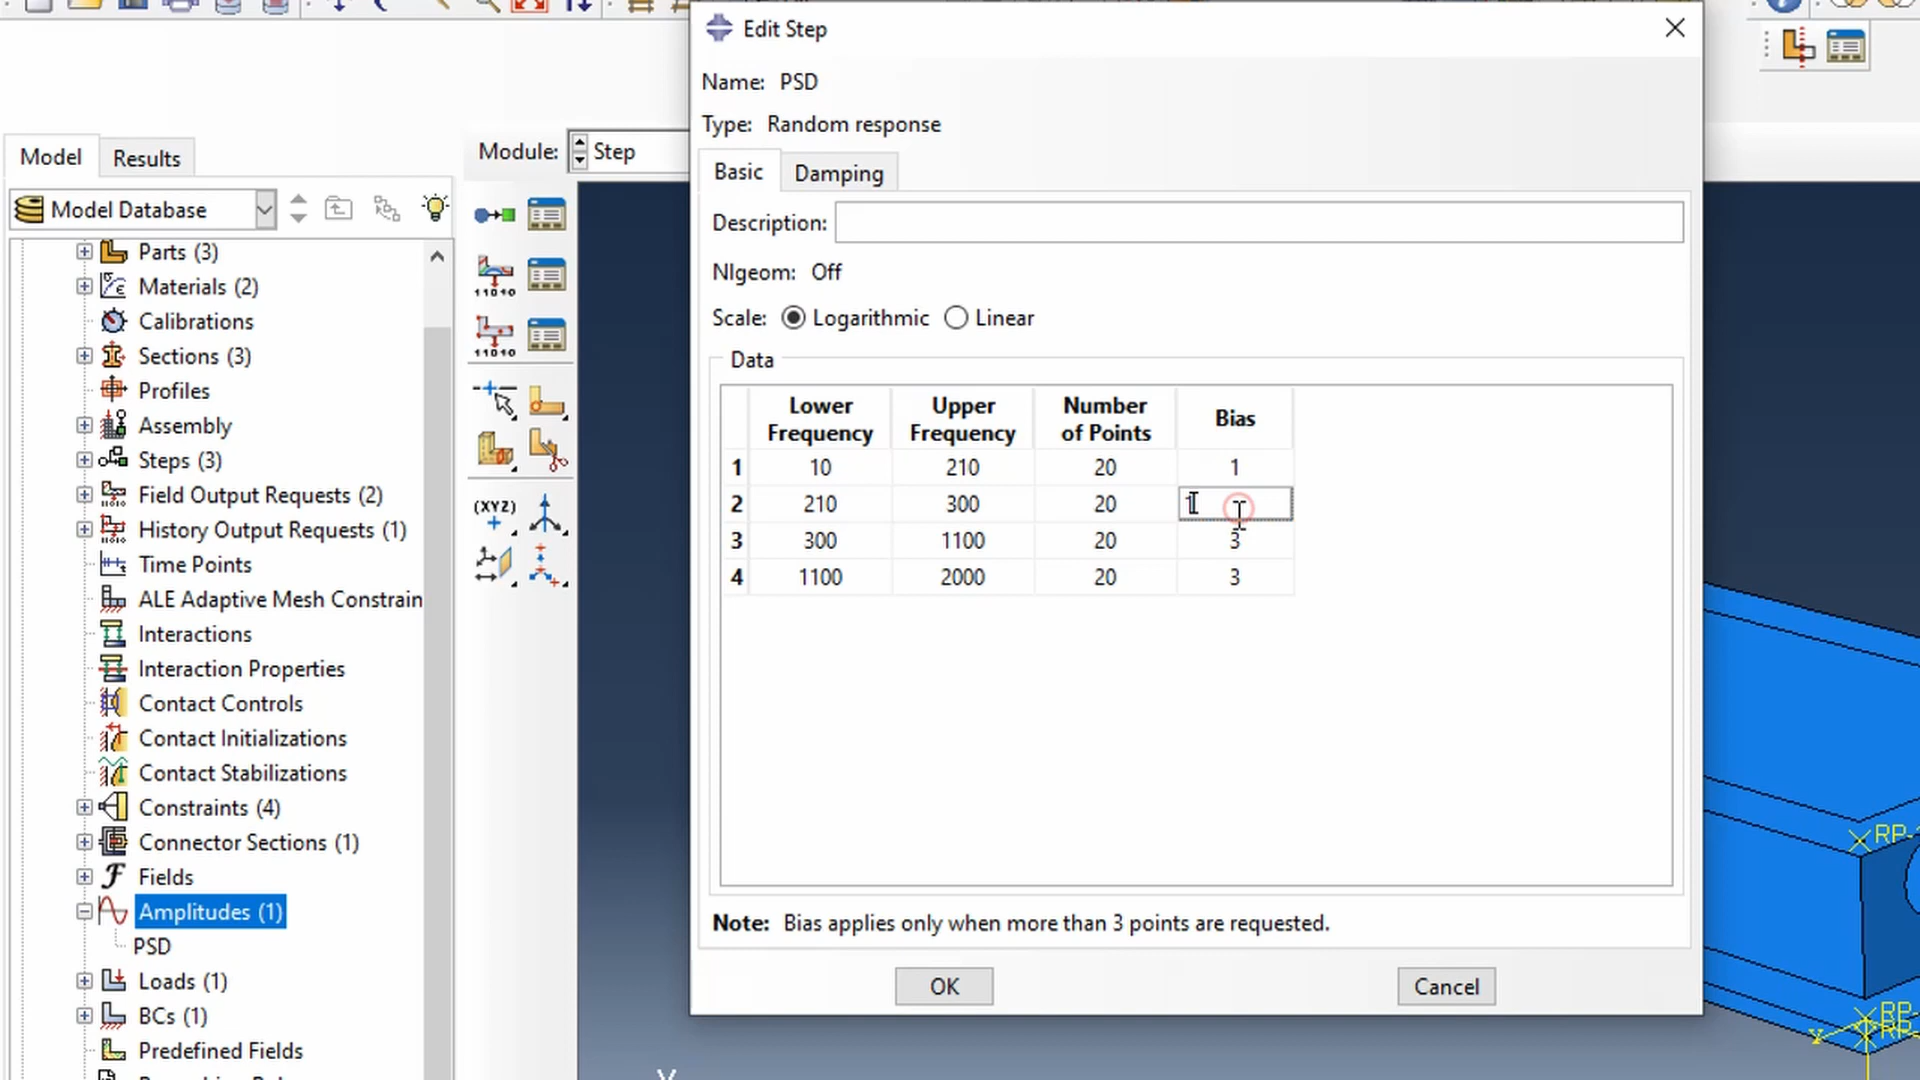 Edit Step
Name: PSD
Type: Random response
Model Results
Module: Step
Basic Damping
Model Database
Description:
Nlgeom: Off
Scale: Logarithmic Linear
Data
Lower Frequency Upper Frequency Number of Points Bias
1 10 210 20 1
2 210 300 20
3 300 1100 20 3
4 1100 2000 20 3
Note: Bias applies only when more than 3 points are requested.
OK Cancel
Parts (3)
Materials (2)
Calibrations
Sections (3)
Profiles
Assembly
Steps (3)
Field Output Requests (2)
History Output Requests (1)
Time Points
ALE Adaptive Mesh Constrain
Interactions
Interaction Properties
Contact Controls
Contact Initializations
Contact Stabilizations
Constraints (4)
Connector Sections (1)
Fields
Amplitudes (1)
PSD
Loads (1)
BCs (1)
Predefined Fields
11010
11010
(XYZ)
RP-
RP-
RP-
Y
Y